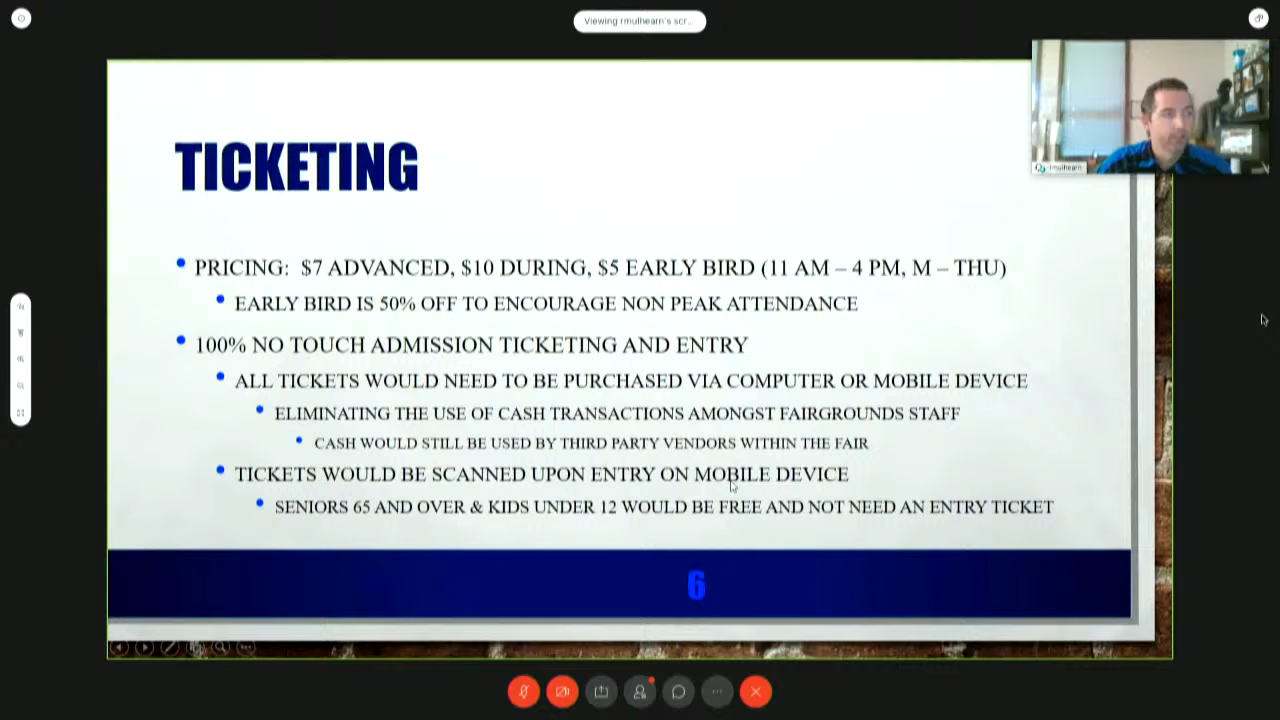 Viewing rmulhearn's scr...
rmulhearn
TICKETING
PRICING: $7 ADVANCED, $10 DURING, $5 EARLY BIRD (11 AM – 4 PM, M – THU)
EARLY BIRD IS 50% OFF TO ENCOURAGE NON PEAK ATTENDANCE
100% NO TOUCH ADMISSION TICKETING AND ENTRY
ALL TICKETS WOULD NEED TO BE PURCHASED VIA COMPUTER OR MOBILE DEVICE
ELIMINATING THE USE OF CASH TRANSACTIONS AMONGST FAIRGROUNDS STAFF
CASH WOULD STILL BE USED BY THIRD PARTY VENDORS WITHIN THE FAIR
TICKETS WOULD BE SCANNED UPON ENTRY ON MOBILE DEVICE
SENIORS 65 AND OVER & KIDS UNDER 12 WOULD BE FREE AND NOT NEED AN ENTRY TICKET
6